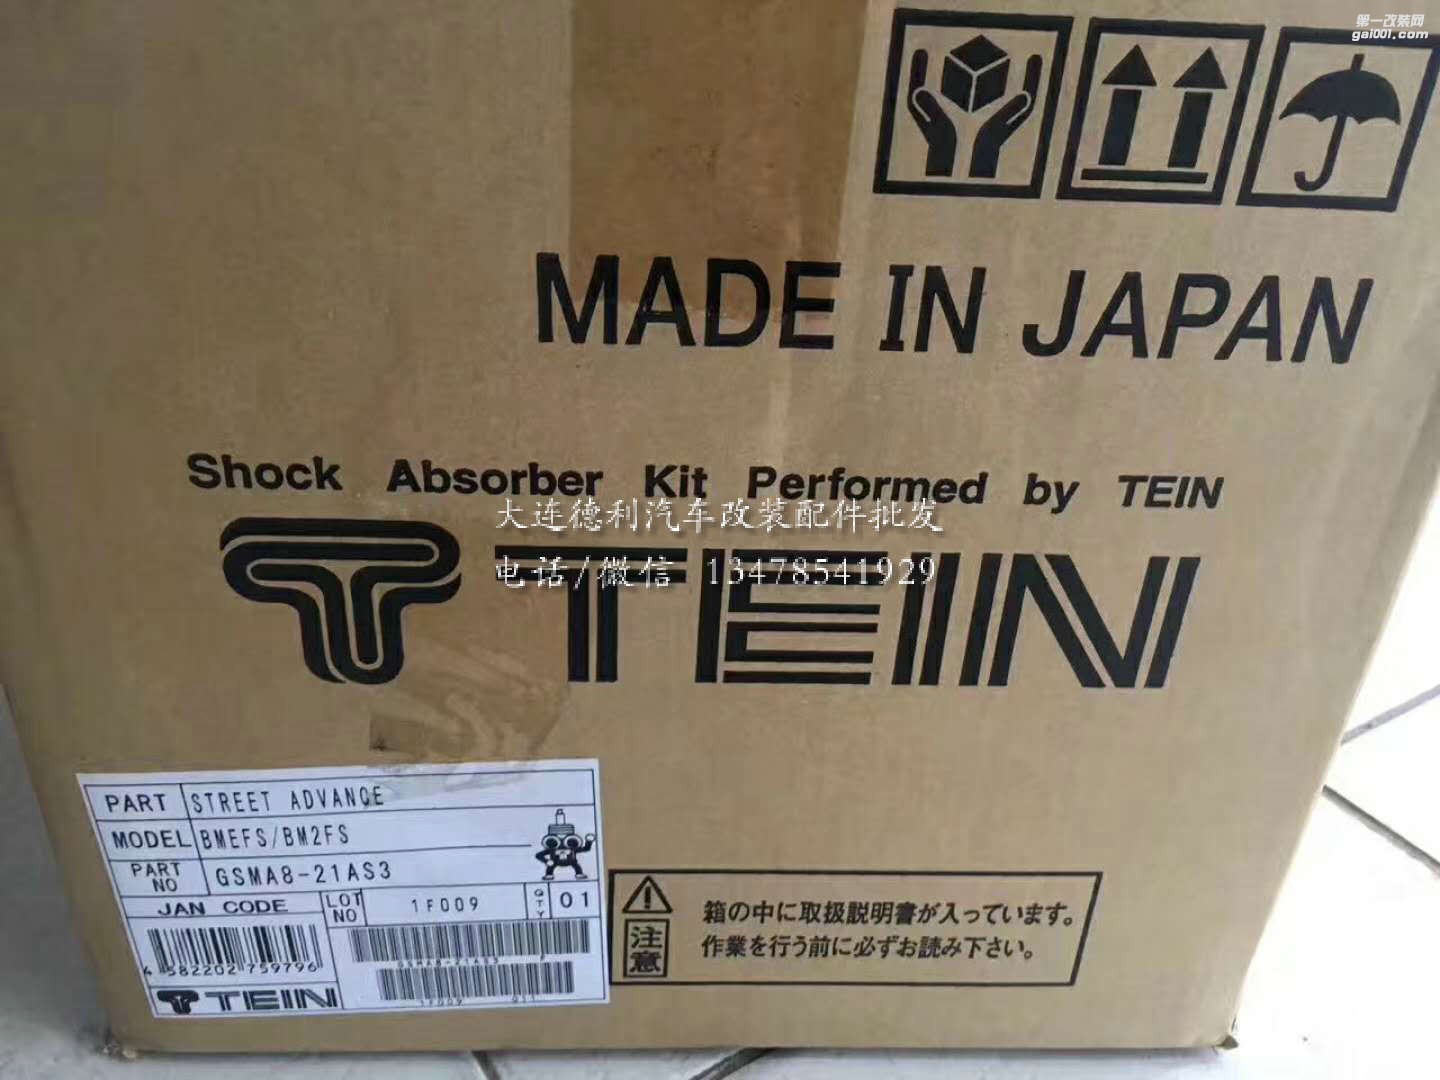 第一改装网
gai001.com
MADE IN JAPAN
Shock Absorber Kit Performed by TEIN
大连德利汽车改装配件批发
电话/微信 13478541929
TEIN
PART STREET ADVANCE
MODEL BMEFS/BM2FS
PART NO GSMA8-21AS3
JAN CODE LOT NO 1F009 QTY 01
4 582202 759796
GSMA8-21AS3 P
1F009 011
TEIN
注意
箱の中に取扱説明書が入っています。
作業を行う前に必ずお読み下さい。